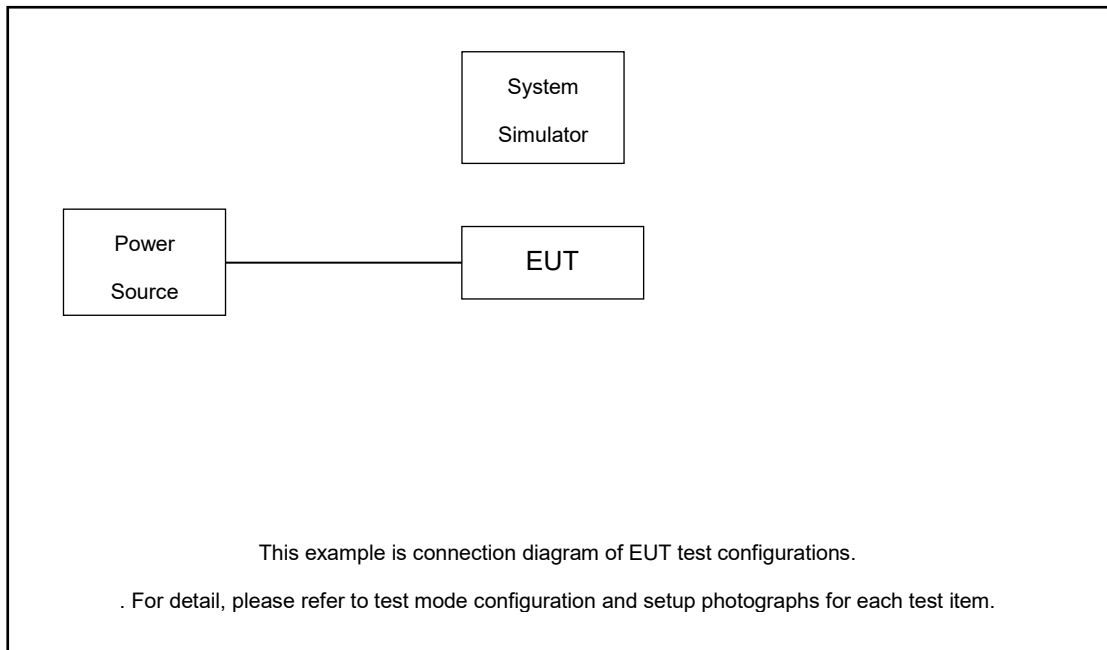 System
Simulator
Power
Source
EUT
This example is connection diagram of EUT test configurations.
. For detail, please refer to test mode configuration and setup photographs for each test item.